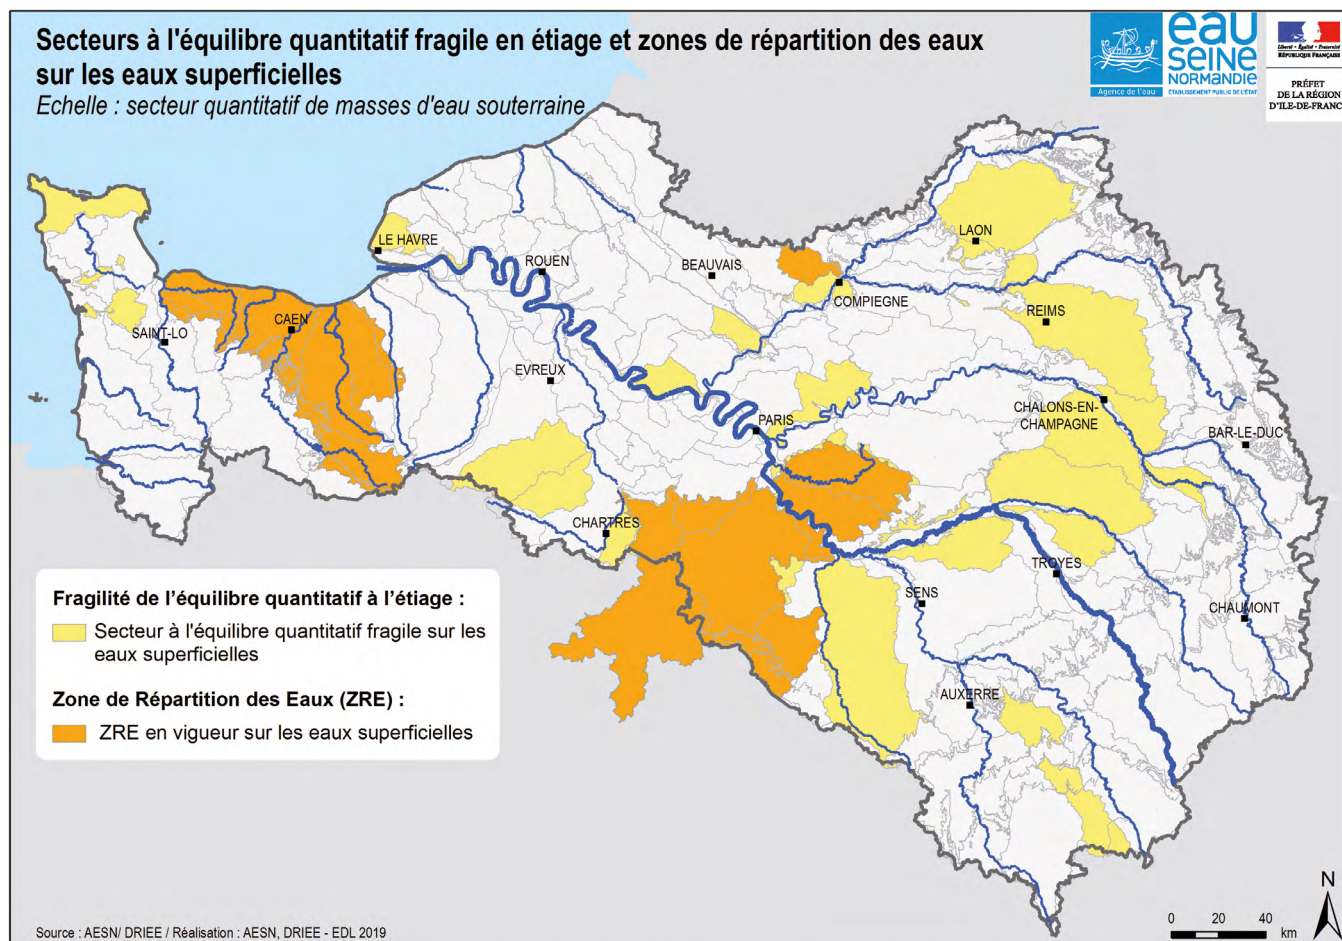 Secteurs à l'équilibre quantitatif fragile en étiage et zones de répartition des eaux
sur les eaux superficielles
Echelle : secteur quantitatif de masses d'eau souterraine
eau
SEINE
NORMANDIE
Agence de l'eau
ÉTABLISSEMENT PUBLIC DE L'ÉTAT
Liberté • Égalité • Fraternité
RÉPUBLIQUE FRANÇAISE
PRÉFET
DE LA RÉGION
D'ILE-DE-FRANC
LE HAVRE
ROUEN
BEAUVAIS
LAON
COMPIEGNE
REIMS
CAEN
SAINT-LO
EVREUX
PARIS
CHALONS-EN-
CHAMPAGNE
BAR-LE-DUC
CHARTRES
TROYES
SENS
CHAUMONT
AUXERRE
Fragilité de l'équilibre quantitatif à l'étiage :
Secteur à l'équilibre quantitatif fragile sur les
eaux superficielles
Zone de Répartition des Eaux (ZRE) :
ZRE en vigueur sur les eaux superficielles
N
0 20 40
km
Source : AESN/ DRIEE / Réalisation : AESN, DRIEE - EDL 2019